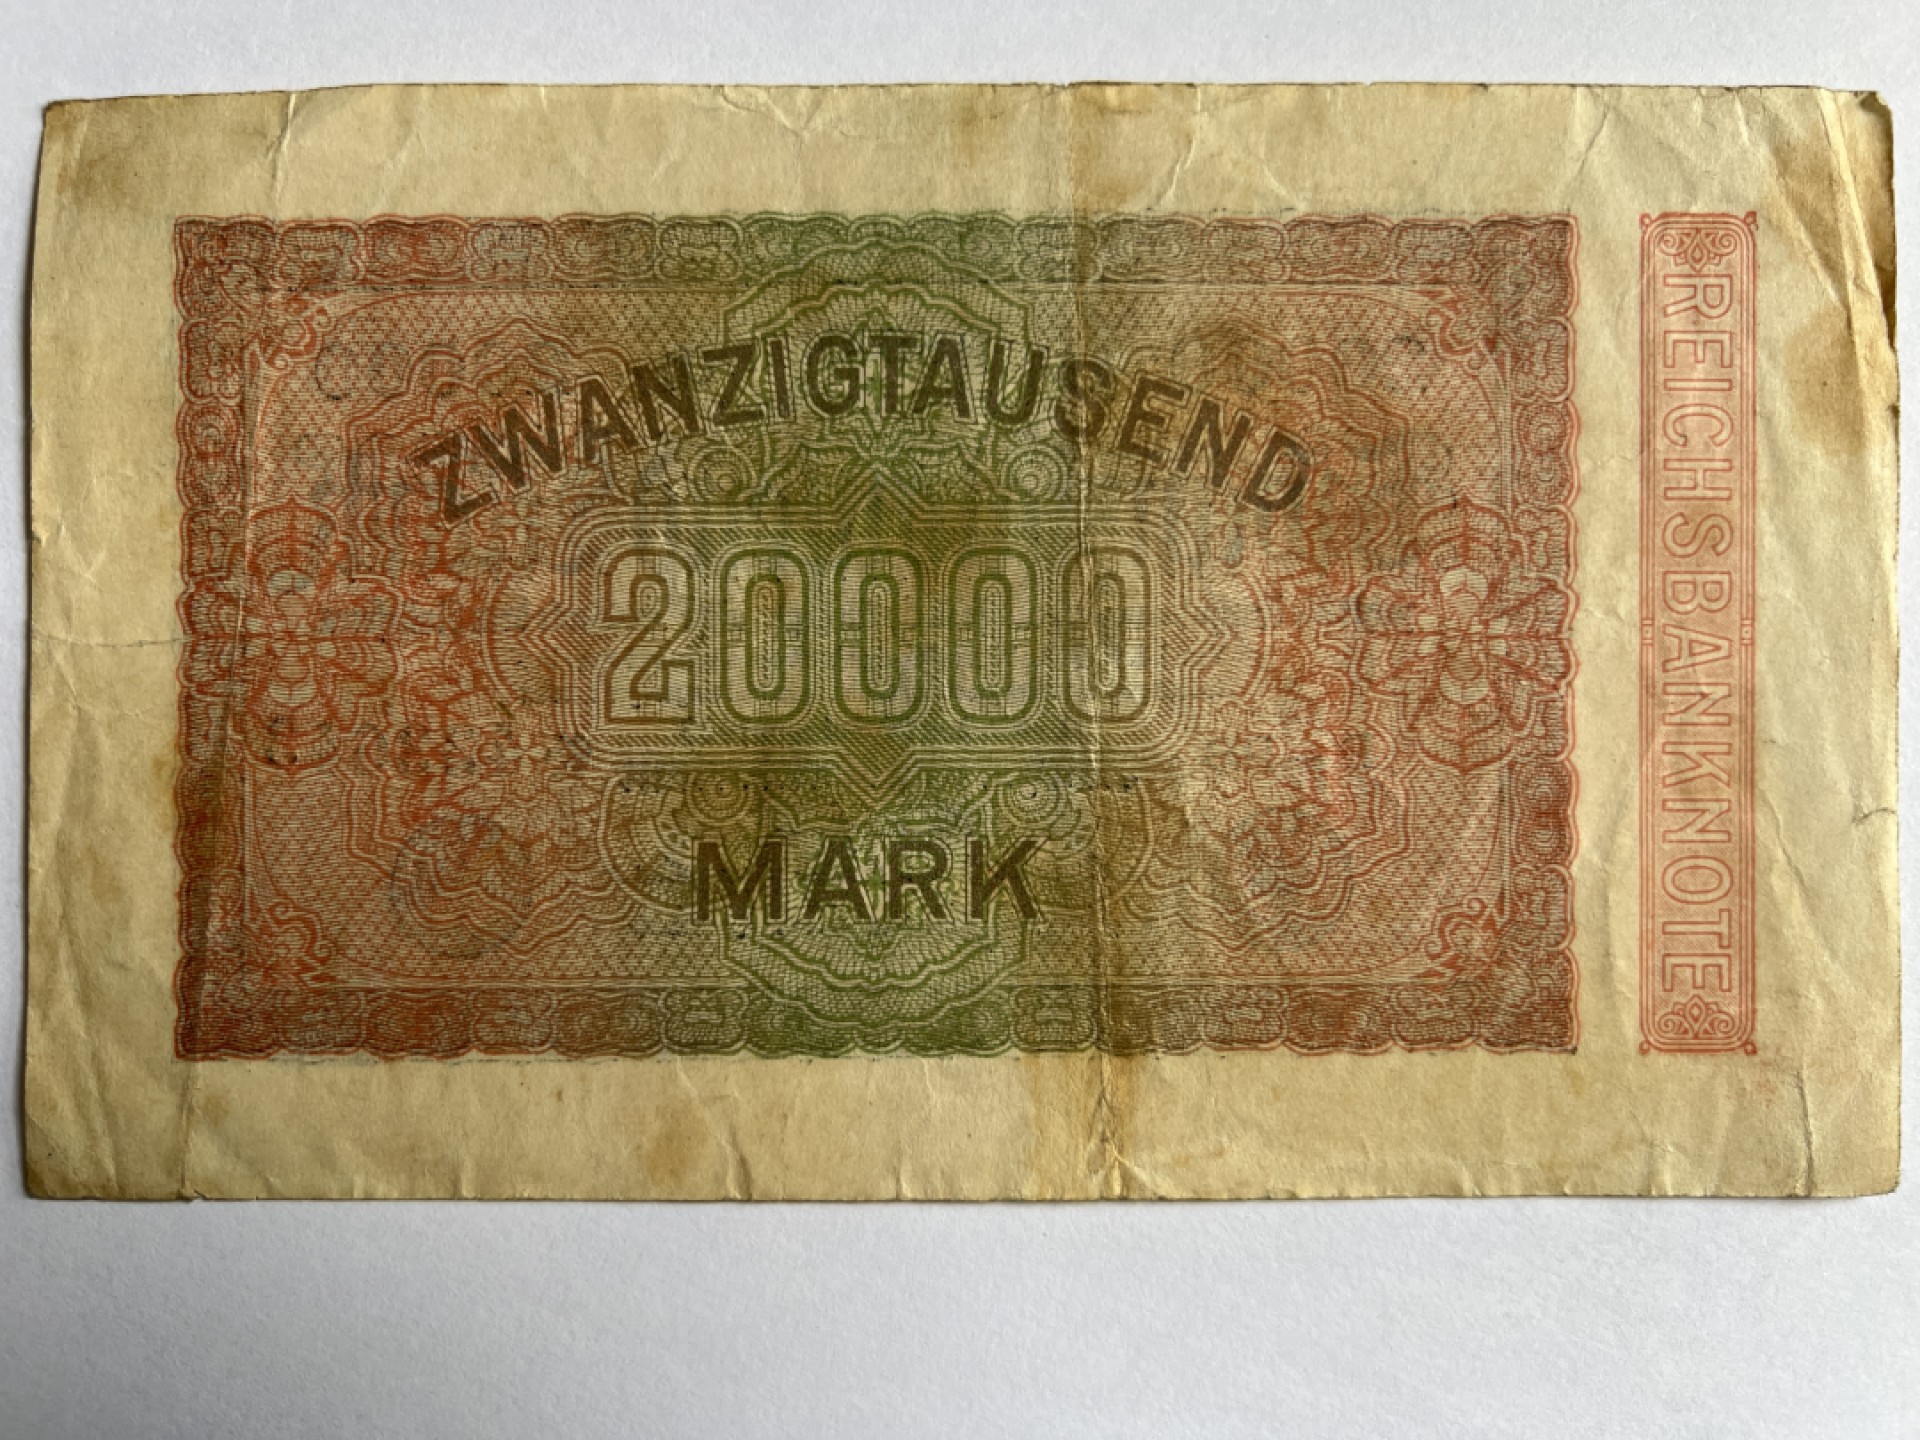 ZWANZIGTAUSEND
20000
MARK
REICHSBANKNOTE